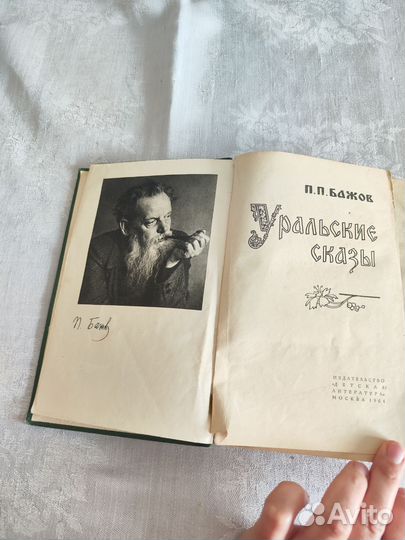 П. Бажов
П.П.БАЖОВ
УРАЛЬСКИЕ
СКАЗЫ
ИЗДАТЕЛЬСТВО
«ДЕТСКАЯ
ЛИТЕРАТУРА»
МОСКВА 1964
Avito